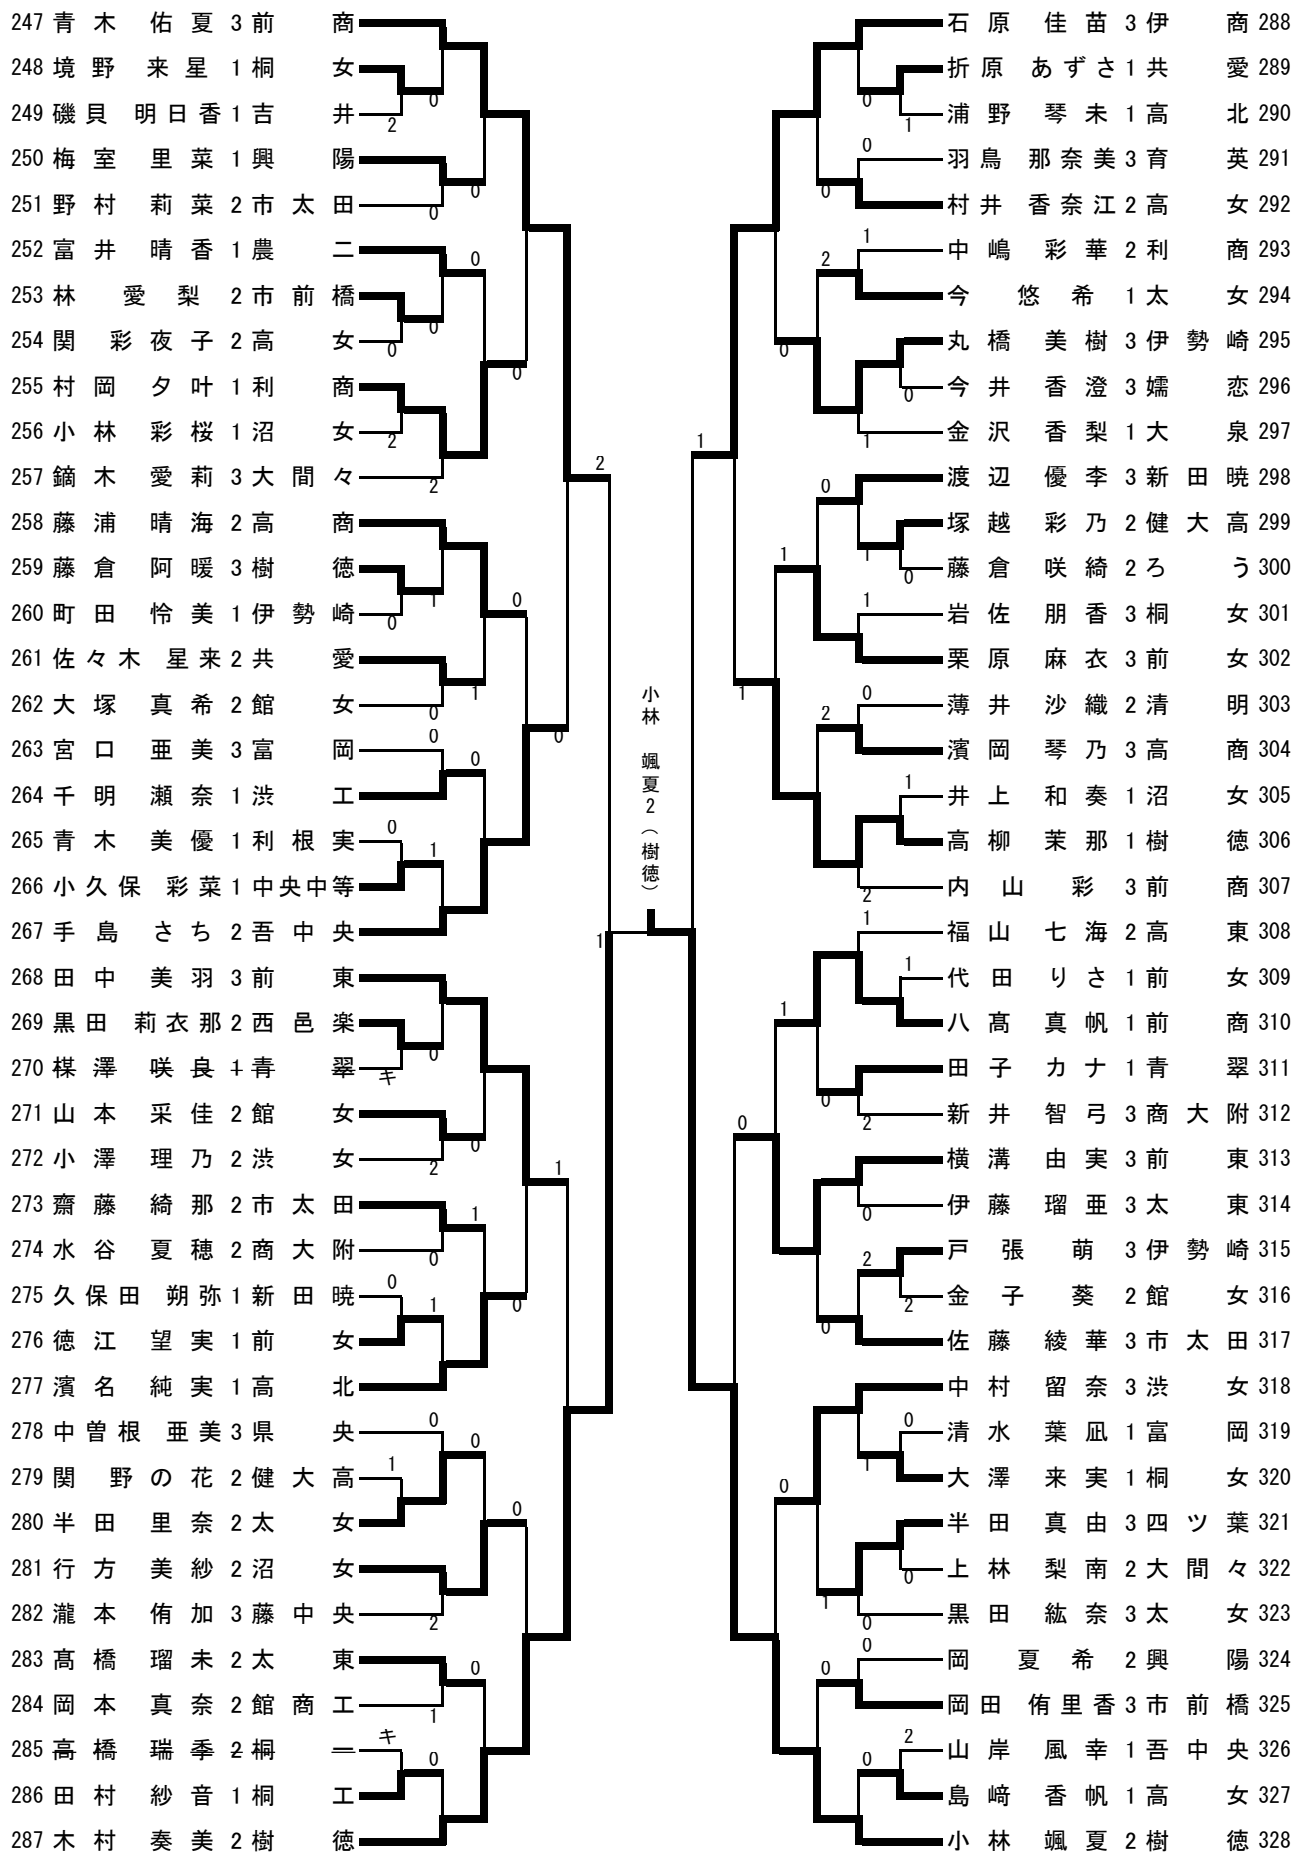 247 青木 佑夏 3 前商
248 境野 来星 1 桐女
249 磯貝 明日香 1 吉井
250 梅室 里菜 1 興陽
251 野村 莉菜 2 市太田
252 富井 晴香 1 農二
253 林 愛梨 2 市前橋
254 関 彩夜子 2 高女
255 村岡 夕叶 1 利商
256 小林 彩桜 1 沼女
257 鏑木 愛莉 3 大間々
258 藤浦 晴海 2 高商
259 藤倉 阿暖 3 樹徳
260 町田 怜美 1 伊勢崎
261 佐々木 星来 2 共愛
262 大塚 真希 2 館女
263 宮口 亜美 3 富岡
264 千明 瀬奈 1 渋工
265 青木 美優 1 利根実
266 小久保 彩菜 1 中央中等
267 手島 さち 2 吾中央
268 田中 美羽 3 前東
269 黒田 莉衣那 2 西邑楽
270 楳澤 咲良 1 青翠 キ
271 山本 采佳 2 館女
272 小澤 理乃 2 渋女
273 齋藤 綺那 2 市太田
274 水谷 夏穂 2 商大附
275 久保田 朔弥 1 新田暁
276 徳江 望実 1 前女
277 濱名 純実 1 高北
278 中曽根 亜美 3 県央
279 関 野の花 2 健大高
280 半田 里奈 2 太女
281 行方 美紗 2 沼女
282 瀧本 侑加 3 藤中央
283 髙橋 瑠未 2 太東
284 岡本 真奈 2 館商工
285 高橋 瑞季 2 桐一 キ
286 田村 紗音 1 桐工
287 木村 奏美 2 樹徳
小林 颯夏2（樹徳）
石原 佳苗 3 伊商 288
折原 あずさ 1 共愛 289
浦野 琴未 1 高北 290
羽鳥 那奈美 3 育英 291
村井 香奈江 2 高女 292
中嶋 彩華 2 利商 293
今 悠希 1 太女 294
丸橋 美樹 3 伊勢崎 295
今井 香澄 3 嬬恋 296
金沢 香梨 1 大泉 297
渡辺 優李 3 新田暁 298
塚越 彩乃 2 健大高 299
藤倉 咲綺 2 ろう 300
岩佐 朋香 3 桐女 301
栗原 麻衣 3 前女 302
薄井 沙織 2 清明 303
濱岡 琴乃 3 高商 304
井上 和奏 1 沼女 305
高柳 茉那 1 樹徳 306
内山 彩 3 前商 307
福山 七海 2 高東 308
代田 りさ 1 前女 309
八髙 真帆 1 前商 310
田子 カナ 1 青翠 311
新井 智弓 3 商大附 312
横溝 由実 3 前東 313
伊藤 瑠亜 3 太東 314
戸張 萌 3 伊勢崎 315
金子 葵 2 館女 316
佐藤 綾華 3 市太田 317
中村 留奈 3 渋女 318
清水 葉凪 1 富岡 319
大澤 来実 1 桐女 320
半田 真由 3 四ツ葉 321
上林 梨南 2 大間々 322
黒田 紘奈 3 太女 323
岡 夏希 2 興陽 324
岡田 侑里香 3 市前橋 325
山岸 風幸 1 吾中央 326
島﨑 香帆 1 高女 327
小林 颯夏 2 樹徳 328